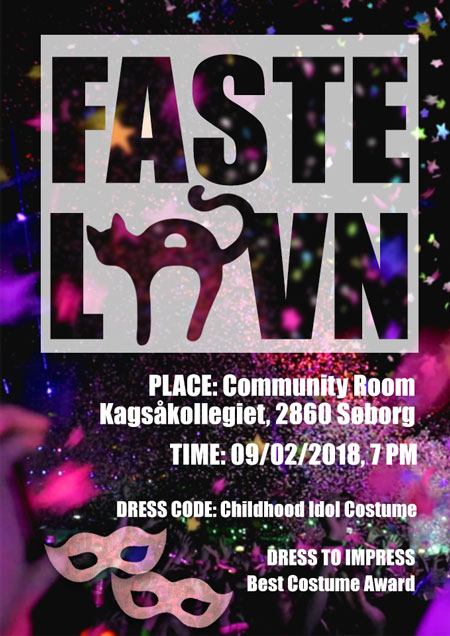 FASTE
LAVN
PLACE: Community Room
Kagsåkollegiet, 2860 Søborg
TIME: 09/02/2018, 7 PM
DRESS CODE: Childhood Idol Costume
DRESS TO IMPRESS
Best Costume Award